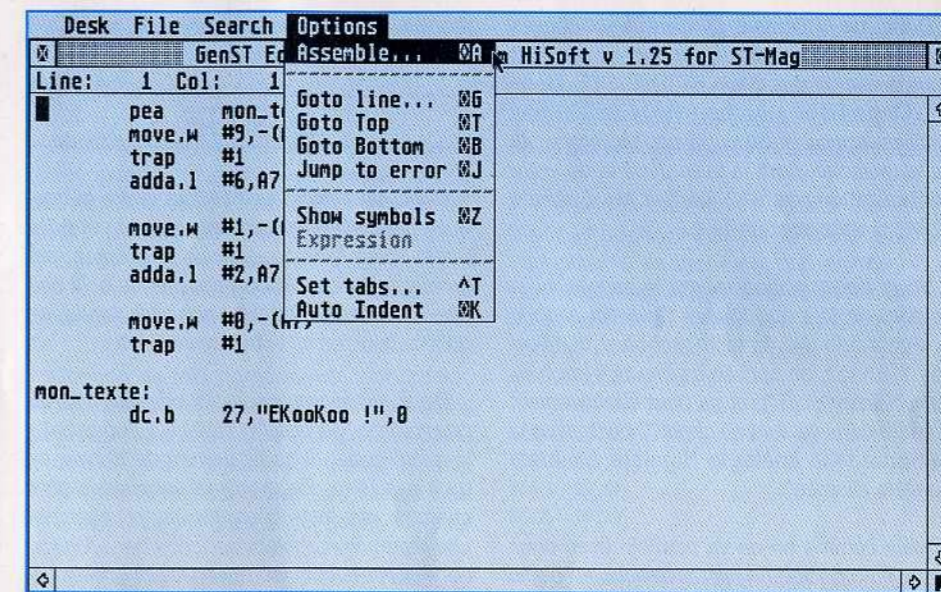 Desk File Search Options
GenST Ed m HiSoft v 1.25 for ST-Mag
Line: 1 Col: 1
Assemble... A
Goto line... G
Goto Top T
Goto Bottom B
Jump to error J
Show symbols Z
Expression
Set tabs... ^T
Auto Indent K
pea mon_te
move.w #9,-(
trap #1
adda.l #6,A7
move.w #1,-(
trap #1
adda.l #2,A7
move.w #0,-(A7)
trap #1
mon_texte:
dc.b 27,"EKooKoo !",0